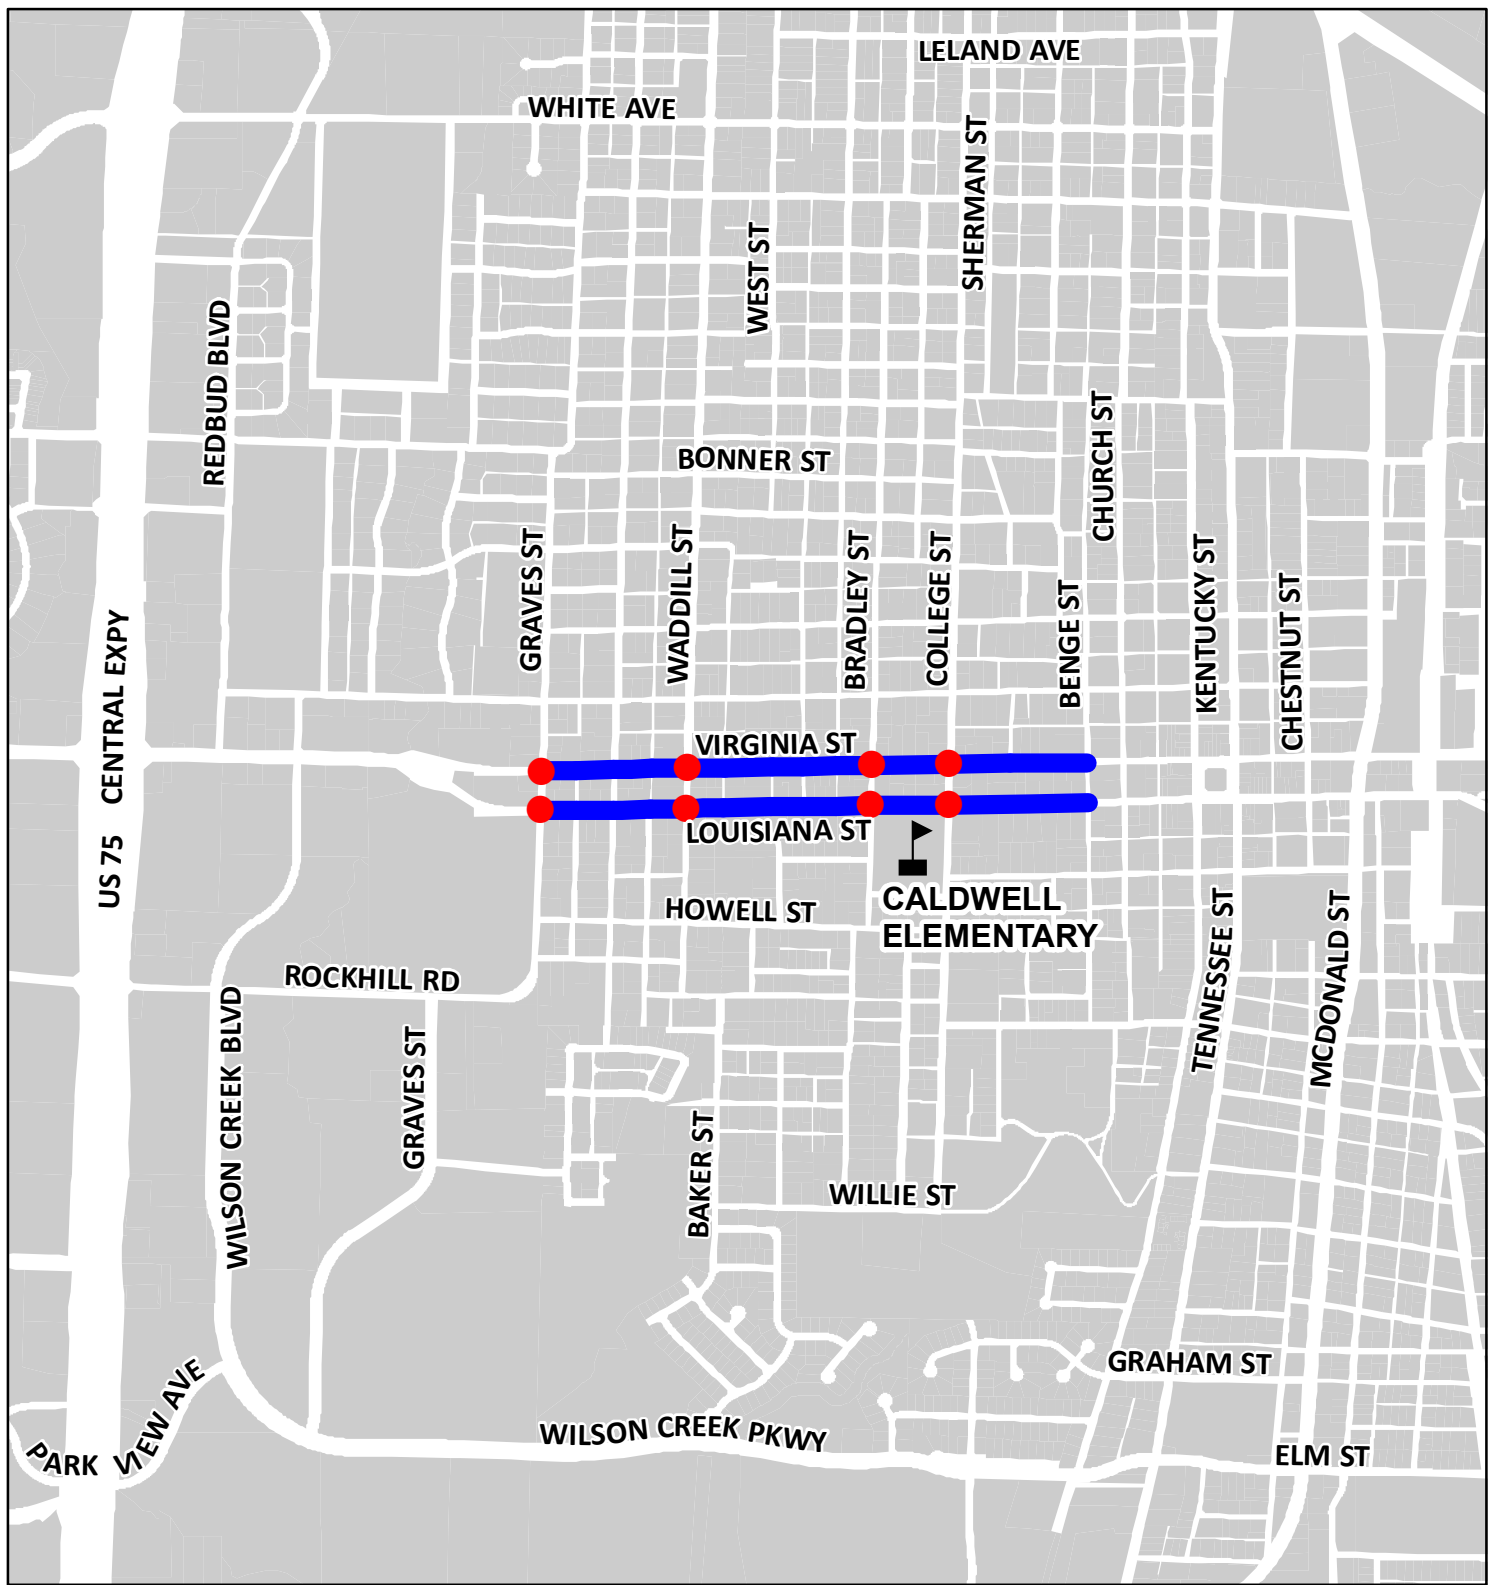 LELAND AVE
WHITE AVE
SHERMAN ST
WEST ST
REDBUD BLVD
CHURCH ST
BONNER ST
GRAVES ST
WADDILL ST
BRADLEY ST
COLLEGE ST
KENTUCKY ST
BENGE ST
CHESTNUT ST
US 75 CENTRAL EXPY
VIRGINIA ST
LOUISIANA ST
CALDWELL
ELEMENTARY
HOWELL ST
TENNESSEE ST
MCDONALD ST
ROCKHILL RD
WILSON CREEK BLVD
GRAVES ST
BAKER ST
WILLIE ST
GRAHAM ST
PARK VIEW AVE
WILSON CREEK PKWY
ELM ST